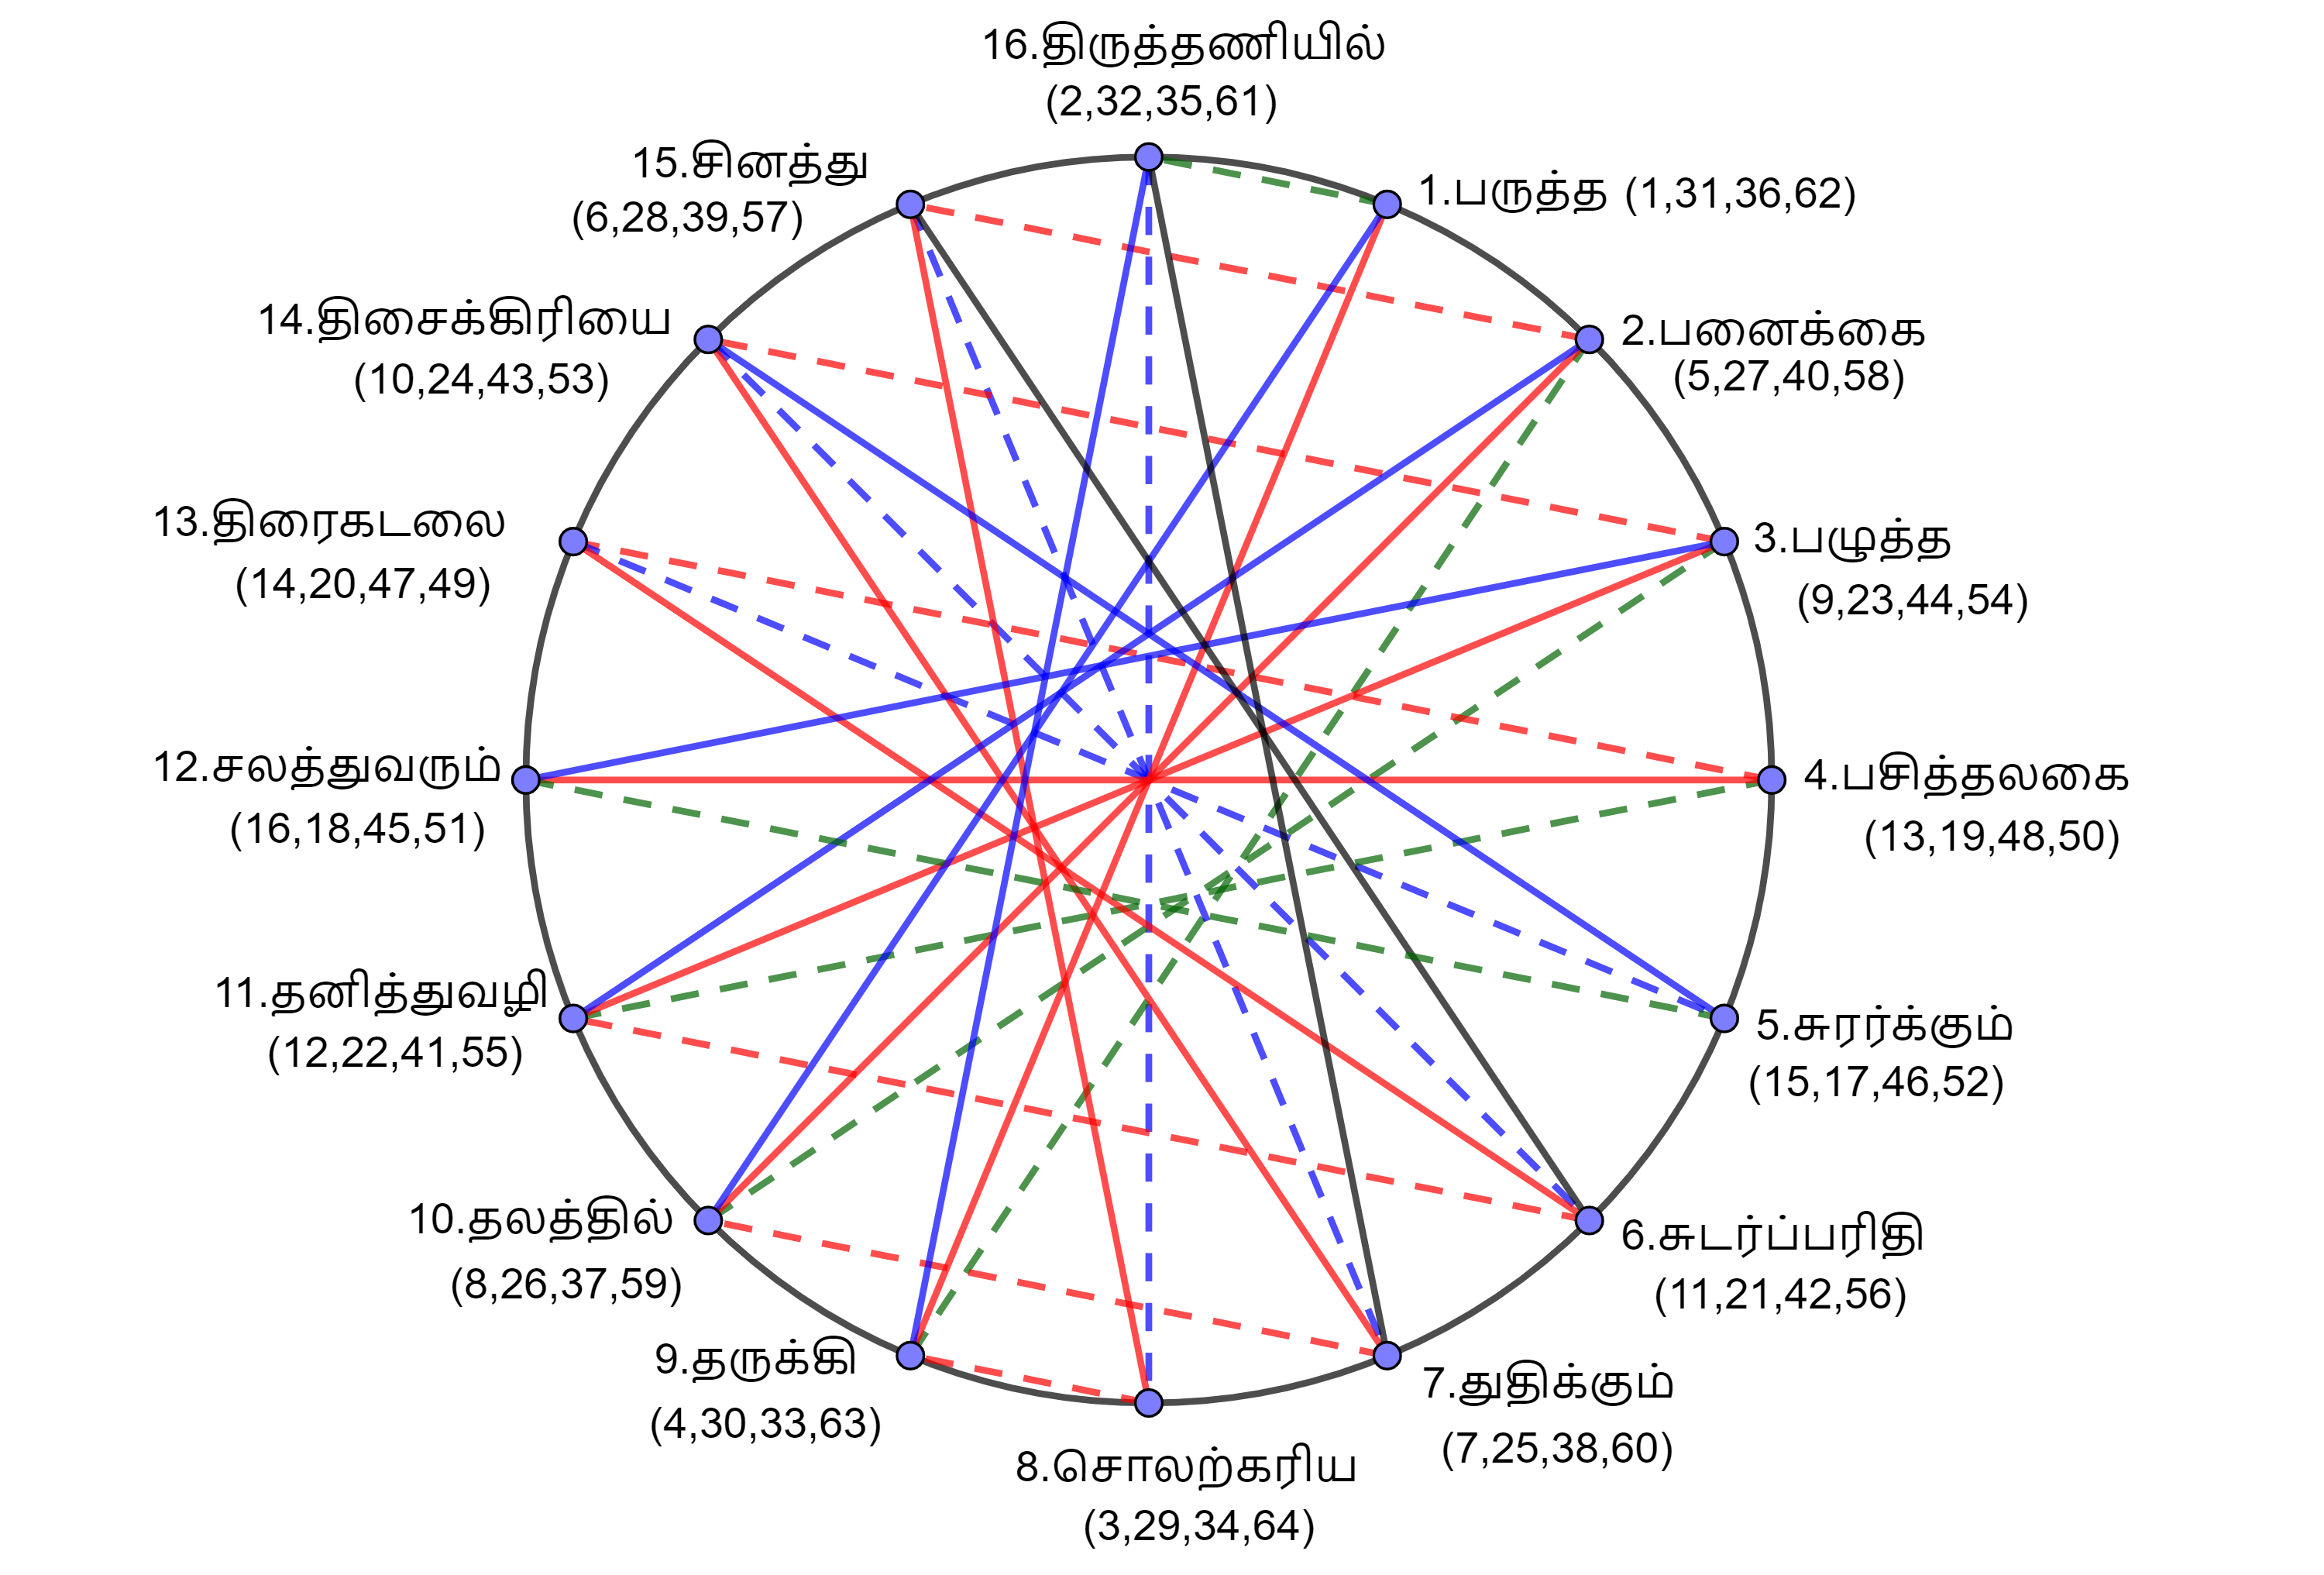 16.திருத்தணியில்
(2,32,35,61)
1.பருத்த (1,31,36,62)
2.பனைக்கை
(5,27,40,58)
3.பழுத்த
(9,23,44,54)
4.பசித்தலகை
(13,19,48,50)
5.சுரர்க்கும்
(15,17,46,52)
6.சுடர்ப்பரிதி
(11,21,42,56)
7.துதிக்கும்
(7,25,38,60)
8.சொலற்கரிய
(3,29,34,64)
9.தருக்கி
(4,30,33,63)
10.தலத்தில்
(8,26,37,59)
11.தனித்துவழி
(12,22,41,55)
12.சலத்துவரும்
(16,18,45,51)
13.திரைகடலை
(14,20,47,49)
14.திசைக்கிரியை
(10,24,43,53)
15.சினத்து
(6,28,39,57)